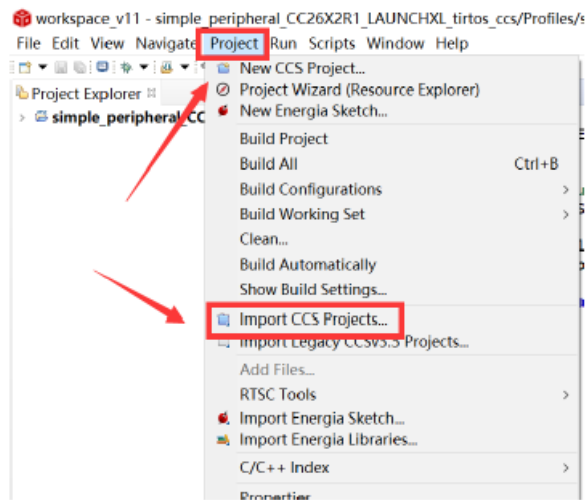 workspace_v11 - simple_peripheral_CC26X2R1_LAUNCHXL_tirtos_ccs/Profiles/s
File Edit View Navigate Project Run Scripts Window Help
Project Explorer
simple_peripheral_CC
New CCS Project...
Project Wizard (Resource Explorer)
New Energia Sketch...
Build Project
Build All Ctrl+B
Build Configurations
Build Working Set
Clean...
Build Automatically
Show Build Settings...
Import CCS Projects...
Import Legacy CCSv3.3 Projects...
Add Files...
RTSC Tools
Import Energia Sketch...
Import Energia Libraries...
C/C++ Index
Properties